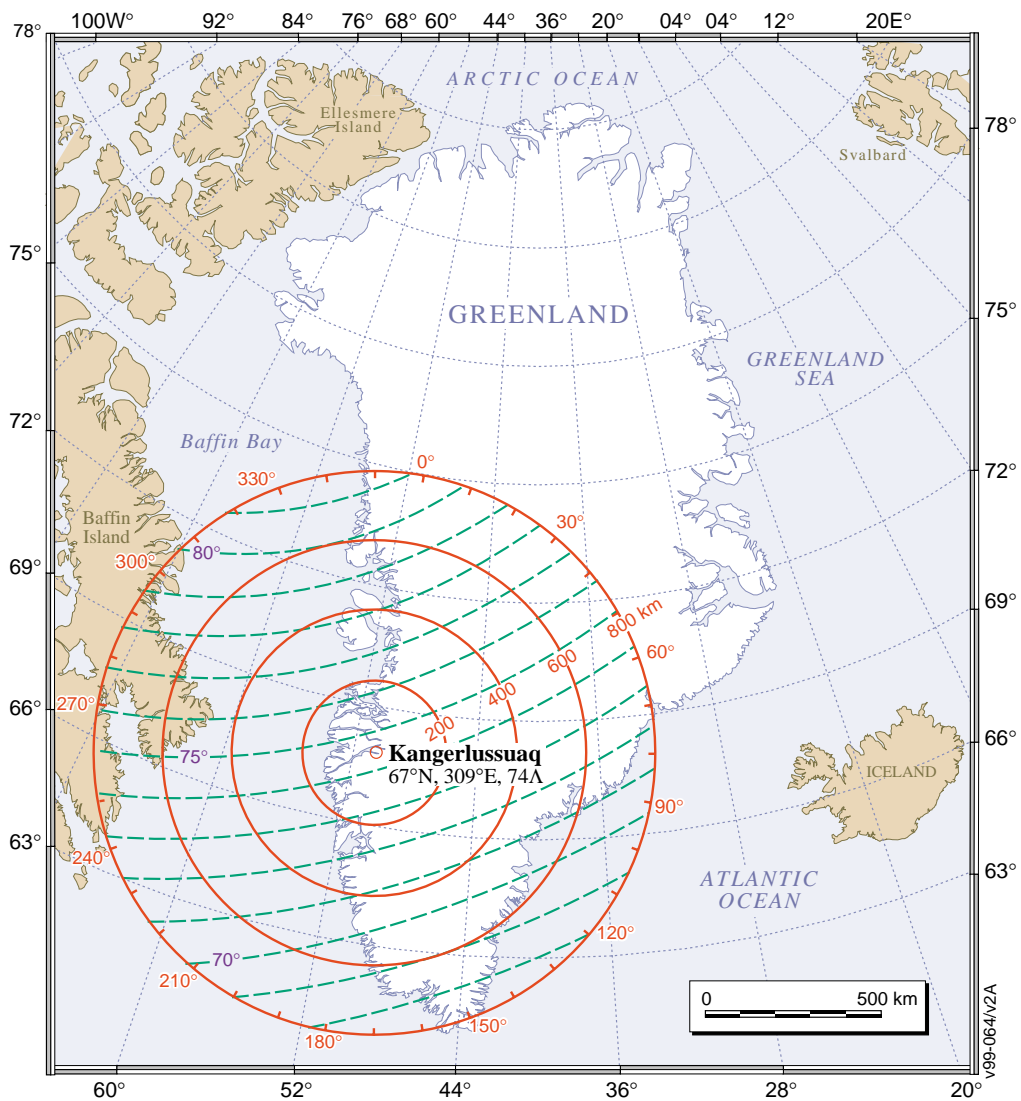 100W°
92°
84°
76°
68°
60°
44°
36°
20°
04°
04°
12°
20E°
78°
ARCTIC OCEAN
Ellesmere
Island
78°
Svalbard
75°
75°
GREENLAND
GREENLAND
SEA
72°
Baffin Bay
72°
0°
330°
Baffin
Island
30°
80°
300°
69°
69°
800 km
600
60°
400
270°
66°
200
66°
75°
Kangerlussuaq
67°N, 309°E, 74Λ
ICELAND
90°
63°
240°
63°
ATLANTIC
OCEAN
120°
70°
210°
0
500 km
150°
180°
v99-064/v2A
60°
52°
44°
36°
28°
20°